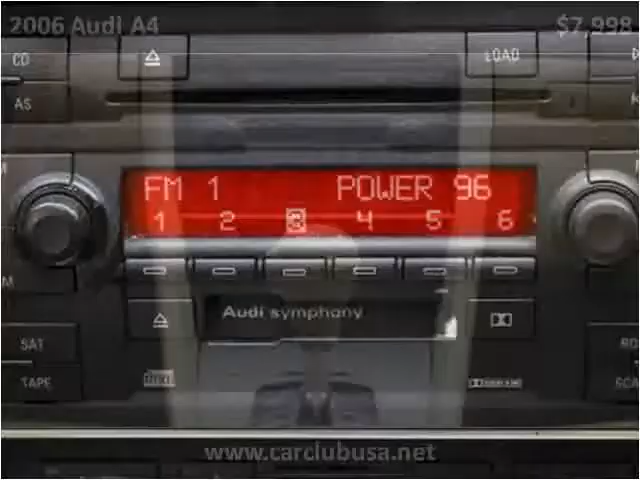 2006 Audi A4 $7,998
CD LOAD
AS
FM 1 POWER 96
1 2 3 4 5 6
Audi symphony
SAT
TAPE SCA
www.carclubusa.net